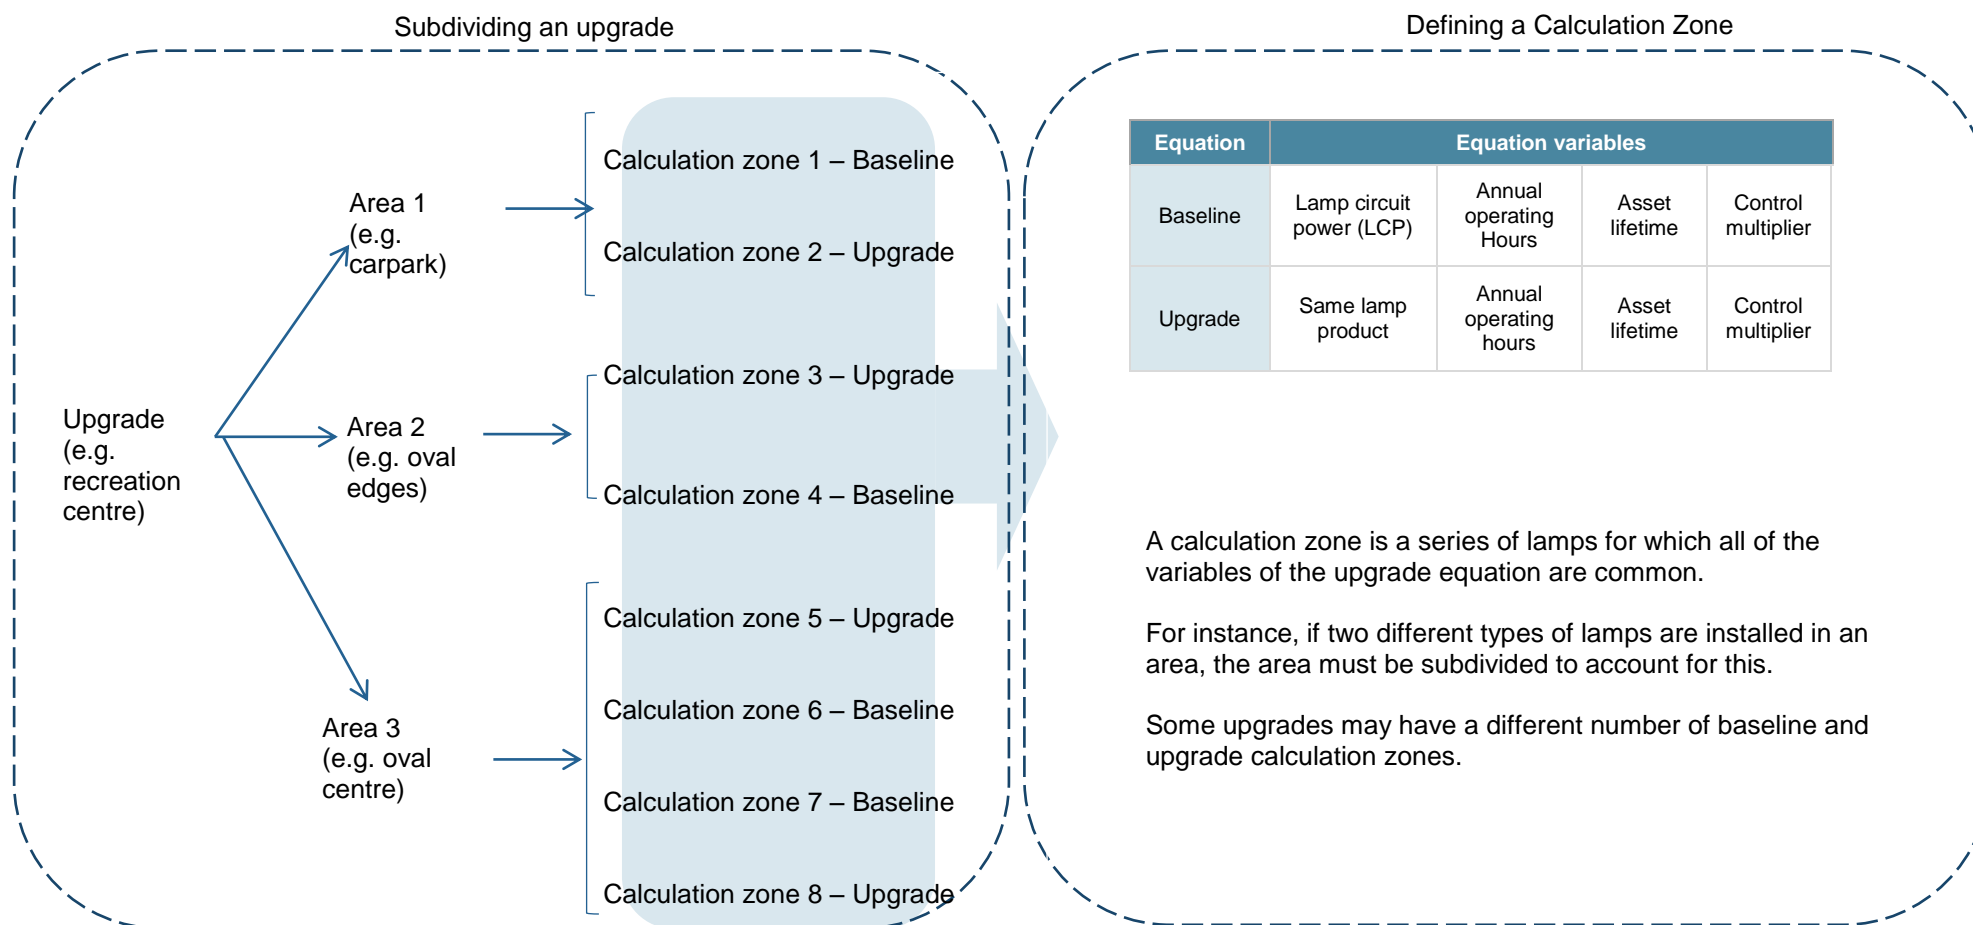 Subdividing an upgrade
Upgrade
(e.g.
recreation
centre)
Area 1
(e.g.
carpark)
Area 2
(e.g. oval
edges)
Area 3
(e.g. oval
centre)
Calculation zone 1 – Baseline
Calculation zone 2 – Upgrade
Calculation zone 3 – Upgrade
Calculation zone 4 – Baseline
Calculation zone 5 – Upgrade
Calculation zone 6 – Baseline
Calculation zone 7 – Baseline
Calculation zone 8 – Upgrade
Defining a Calculation Zone
Equation
Equation variables
Baseline
Lamp circuit
power (LCP)
Annual
operating
Hours
Asset
lifetime
Control
multiplier
Upgrade
Same lamp
product
Annual
operating
hours
Asset
lifetime
Control
multiplier
A calculation zone is a series of lamps for which all of the
variables of the upgrade equation are common.
For instance, if two different types of lamps are installed in an
area, the area must be subdivided to account for this.
Some upgrades may have a different number of baseline and
upgrade calculation zones.